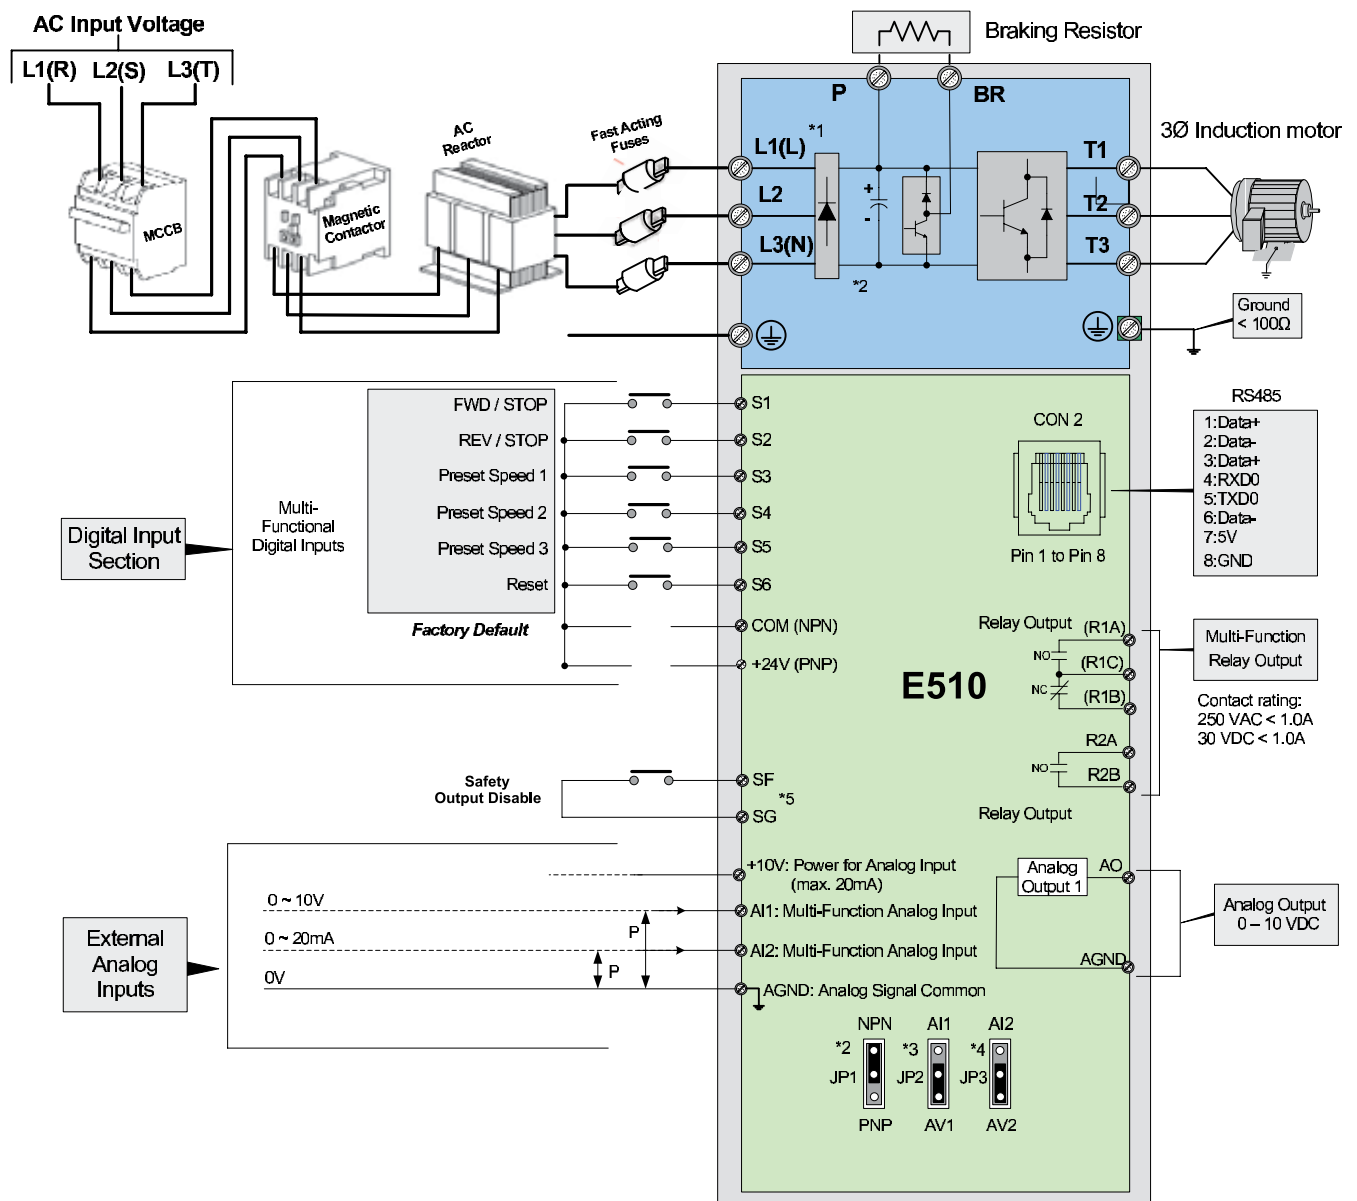 AC Input Voltage
L1(R) L2(S) L3(T)
MCCB
Magnetic
Contactor
AC
Reactor
Fast Acting
Fuses
Braking Resistor
P
BR
L1(L)
*1
L2
L3(N)
*2
+
-
T1
T2
T3
3Ø Induction motor
Ground
< 100Ω
Digital Input
Section
Multi-
Functional
Digital Inputs
FWD / STOP
REV / STOP
Preset Speed 1
Preset Speed 2
Preset Speed 3
Reset
Factory Default
S1
S2
S3
S4
S5
S6
COM (NPN)
+24V (PNP)
CON 2
Pin 1 to Pin 8
RS485
1:Data+
2:Data-
3:Data+
4:RXD0
5:TXD0
6:Data-
7:5V
8:GND
E510
Relay Output
(R1A)
NO
(R1C)
NC
(R1B)
R2A
NO
R2B
Relay Output
Multi-Function
Relay Output
Contact rating:
250 VAC < 1.0A
30 VDC < 1.0A
Safety
Output Disable
SF
*5
SG
External
Analog
Inputs
+10V: Power for Analog Input
(max. 20mA)
0 ~ 10V
AI1: Multi-Function Analog Input
P
0 ~ 20mA
AI2: Multi-Function Analog Input
P
0V
AGND: Analog Signal Common
Analog
Output 1
AO
AGND
Analog Output
0 – 10 VDC
NPN AI1 AI2
*2 *3 *4
JP1 JP2 JP3
PNP AV1 AV2